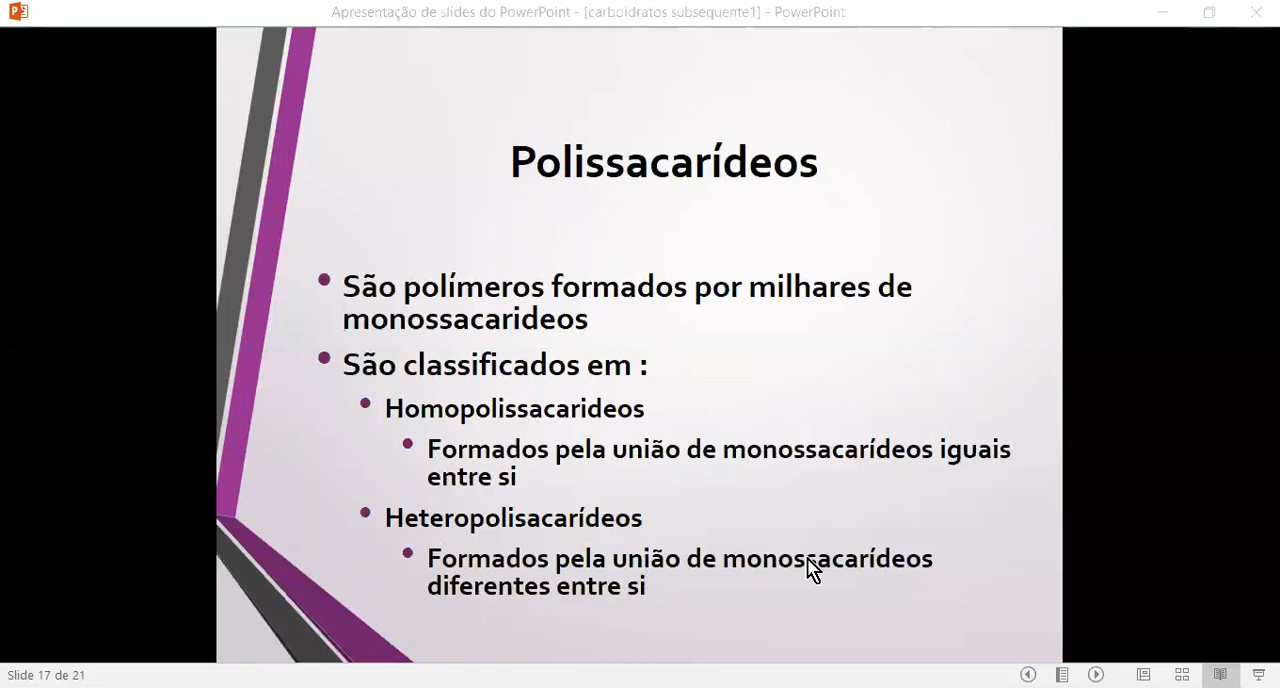 Apresentação de slides do PowerPoint - [carboidratos subsequente1] - PowerPoint
Polissacarídeos
São polímeros formados por milhares de
monossacarideos
São classificados em :
Homopolissacarideos
Formados pela união de monossacarídeos iguais
entre si
Heteropolisacarídeos
Formados pela união de monossacarídeos
diferentes entre si
Slide 17 de 21